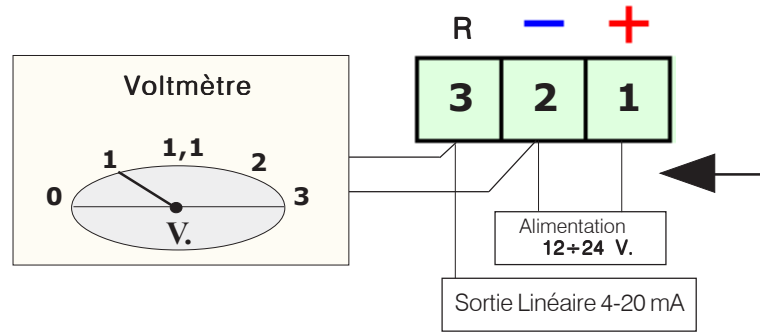 R − +
3 2 1
Voltmètre
0 1 1,1 2 3
V.
Alimentation
12÷24 V.
Sortie Linéaire 4-20 mA